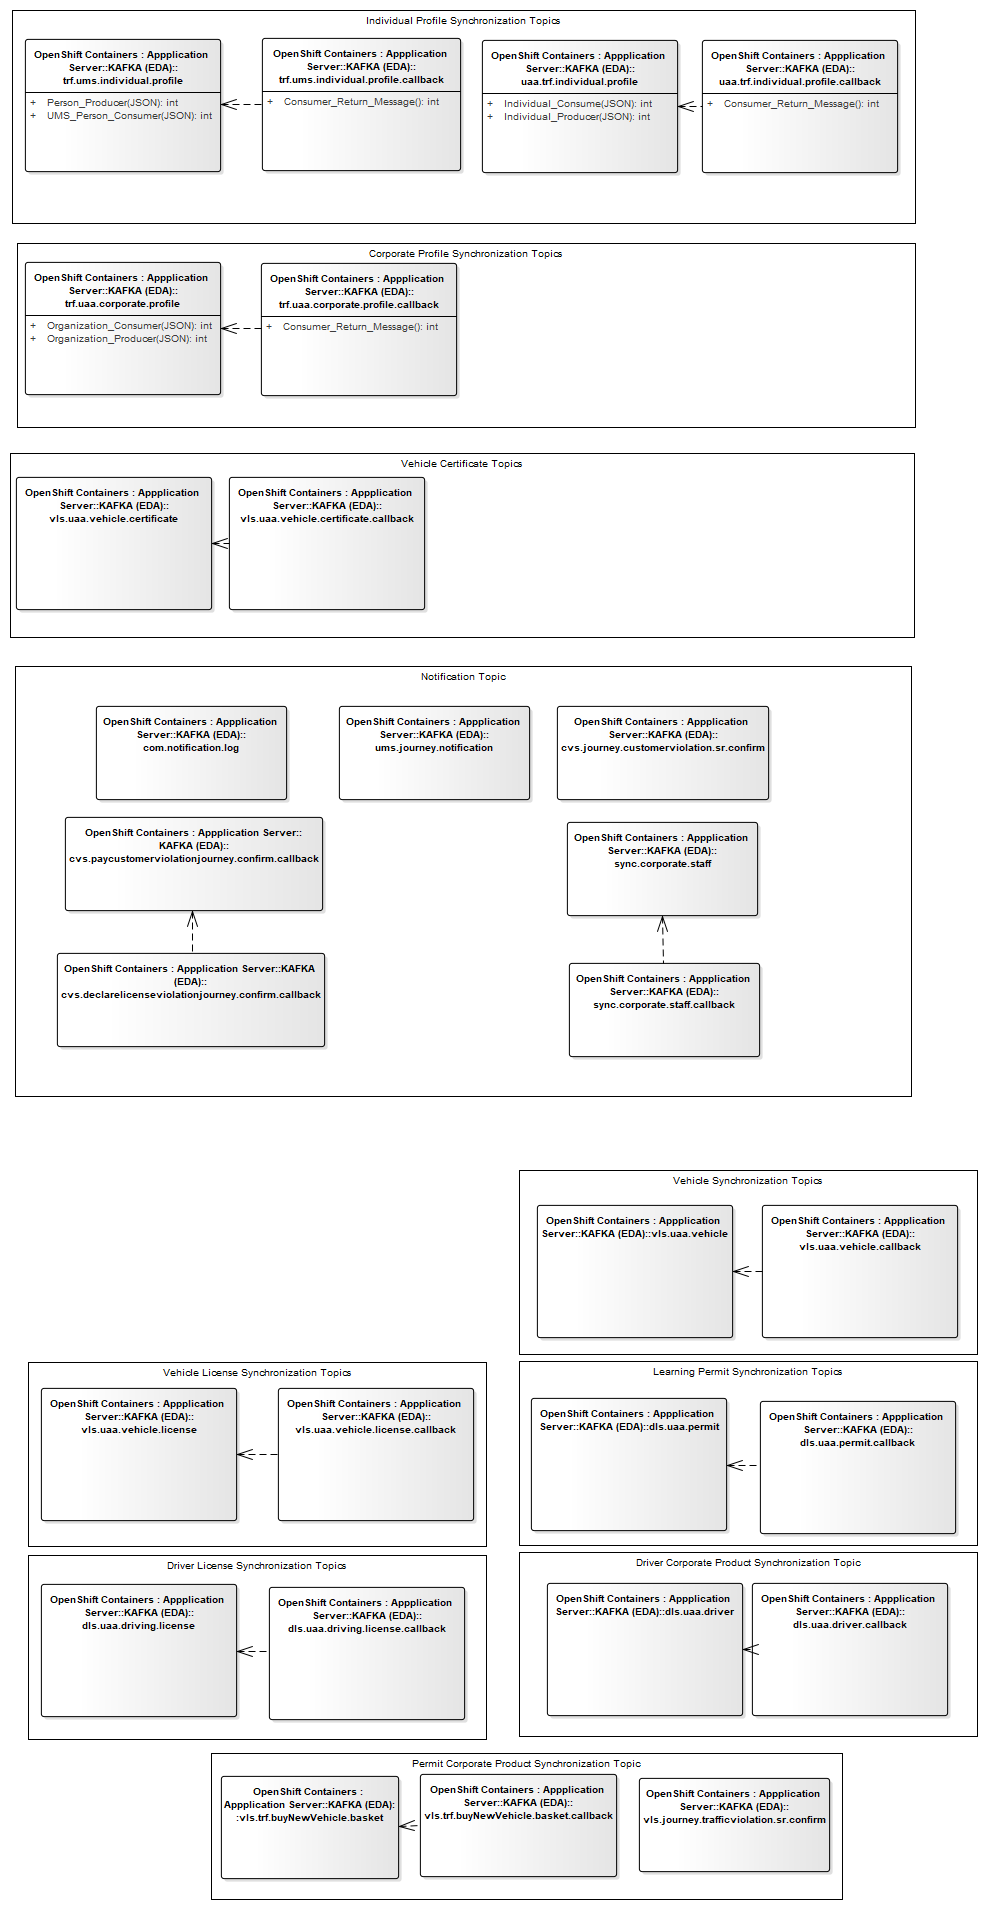 Individual Profile Synchronization Topics
OpenShift Containers : Appplication
Server::KAFKA (EDA)::
trf.ums.individual.profile
+ Person_Producer(JSON): int
+ UMS_Person_Consumer(JSON): int
OpenShift Containers : Appplication
Server::KAFKA (EDA)::
trf.ums.individual.profile.callback
+ Consumer_Return_Message(): int
OpenShift Containers : Appplication
Server::KAFKA (EDA)::
uaa.trf.individual.profile
+ Individual_Consume(JSON): int
+ Individual_Producer(JSON): int
OpenShift Containers : Appplication
Server::KAFKA (EDA)::
uaa.trf.individual.profile.callback
+ Consumer_Return_Message(): int
Corporate Profile Synchronization Topics
OpenShift Containers : Appplication
Server::KAFKA (EDA)::
trf.uaa.corporate.profile
+ Organization_Consumer(JSON): int
+ Organization_Producer(JSON): int
OpenShift Containers : Appplication
Server::KAFKA (EDA)::
trf.uaa.corporate.profile.callback
+ Consumer_Return_Message(): int
Vehicle Certificate Topics
OpenShift Containers : Appplication
Server::KAFKA (EDA)::
vls.uaa.vehicle.certificate
OpenShift Containers : Appplication
Server::KAFKA (EDA)::
vls.uaa.vehicle.certificate.callback
Notification Topic
OpenShift Containers : Appplication
Server::KAFKA (EDA)::
com.notification.log
OpenShift Containers : Appplication
Server::KAFKA (EDA)::
ums.journey.notification
OpenShift Containers : Appplication
Server::KAFKA (EDA)::
cvs.journey.customerviolation.sr.confirm
OpenShift Containers : Appplication Server::
KAFKA (EDA)::
cvs.paycustomerviolationjourney.confirm.callback
OpenShift Containers : Appplication
Server::KAFKA (EDA)::
sync.corporate.staff
OpenShift Containers : Appplication Server::KAFKA
(EDA)::
cvs.declarelicenseviolationjourney.confirm.callback
OpenShift Containers : Appplication
Server::KAFKA (EDA)::
sync.corporate.staff.callback
Vehicle Synchronization Topics
OpenShift Containers : Appplication
Server::KAFKA (EDA)::vls.uaa.vehicle
OpenShift Containers : Appplication
Server::KAFKA (EDA)::
vls.uaa.vehicle.callback
Vehicle License Synchronization Topics
OpenShift Containers : Appplication
Server::KAFKA (EDA)::
vls.uaa.vehicle.license
OpenShift Containers : Appplication
Server::KAFKA (EDA)::
vls.uaa.vehicle.license.callback
Learning Permit Synchronization Topics
OpenShift Containers : Appplication
Server::KAFKA (EDA)::dls.uaa.permit
OpenShift Containers : Appplication
Server::KAFKA (EDA)::
dls.uaa.permit.callback
Driver License Synchronization Topics
OpenShift Containers : Appplication
Server::KAFKA (EDA)::
dls.uaa.driving.license
OpenShift Containers : Appplication
Server::KAFKA (EDA)::
dls.uaa.driving.license.callback
Driver Corporate Product Synchronization Topic
OpenShift Containers : Appplication
Server::KAFKA (EDA)::dls.uaa.driver
OpenShift Containers : Appplication
Server::KAFKA (EDA)::
dls.uaa.driver.callback
Permit Corporate Product Synchronization Topic
OpenShift Containers :
Appplication Server::KAFKA (EDA):
:vls.trf.buyNewVehicle.basket
OpenShift Containers : Appplication
Server::KAFKA (EDA)::
vls.trf.buyNewVehicle.basket.callback
OpenShift Containers : Appplication
Server::KAFKA (EDA)::
vls.journey.trafficviolation.sr.confirm